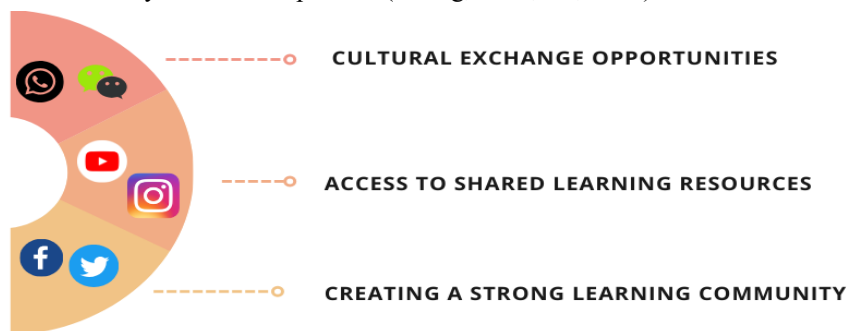 CULTURAL EXCHANGE OPPORTUNITIES
ACCESS TO SHARED LEARNING RESOURCES
CREATING A STRONG LEARNING COMMUNITY